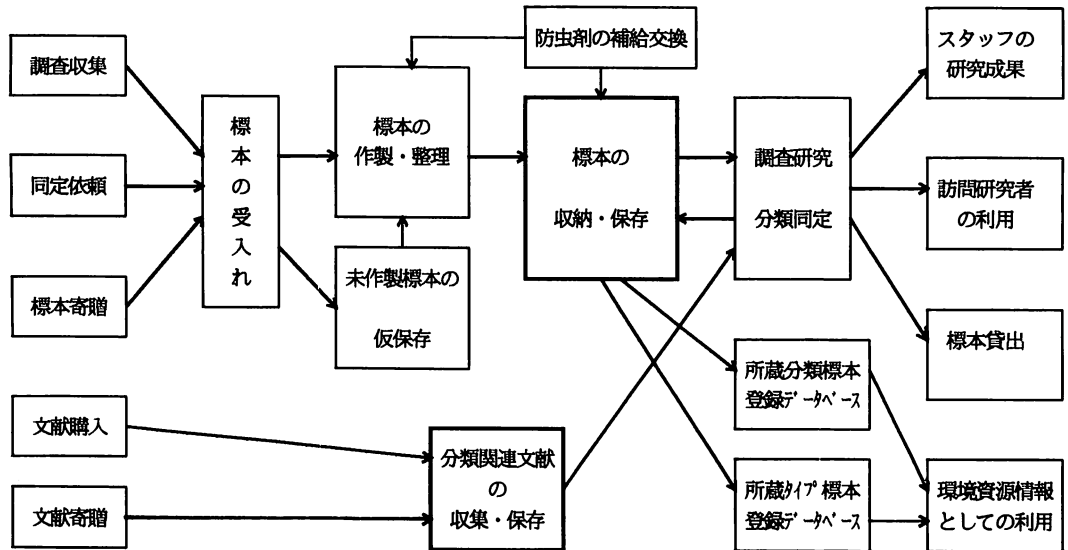 防虫剤の補給交換
調査収集
同定依頼
標本寄贈
標本の受入れ
標本の
作製・整理
未作製標本の
仮保存
標本の
収納・保存
調査研究
分類同定
スタッフの
研究成果
訪問研究者
の利用
標本貸出
文献購入
文献寄贈
分類関連文献
の
収集・保存
所蔵分類標本
登録ﾃﾞｰﾀﾍﾞｰｽ
所蔵ﾀｲﾌﾟ標本
登録ﾃﾞｰﾀﾍﾞｰｽ
環境資源情報
としての利用